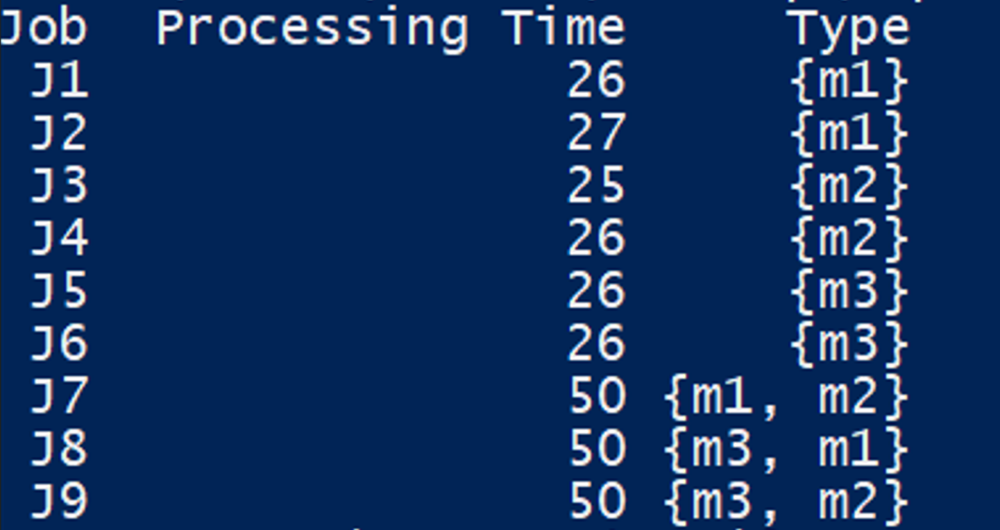 Job Processing Time Type
J1 26 {m1}
J2 27 {m1}
J3 25 {m2}
J4 26 {m2}
J5 26 {m3}
J6 26 {m3}
J7 50 {m1, m2}
J8 50 {m3, m1}
J9 50 {m3, m2}